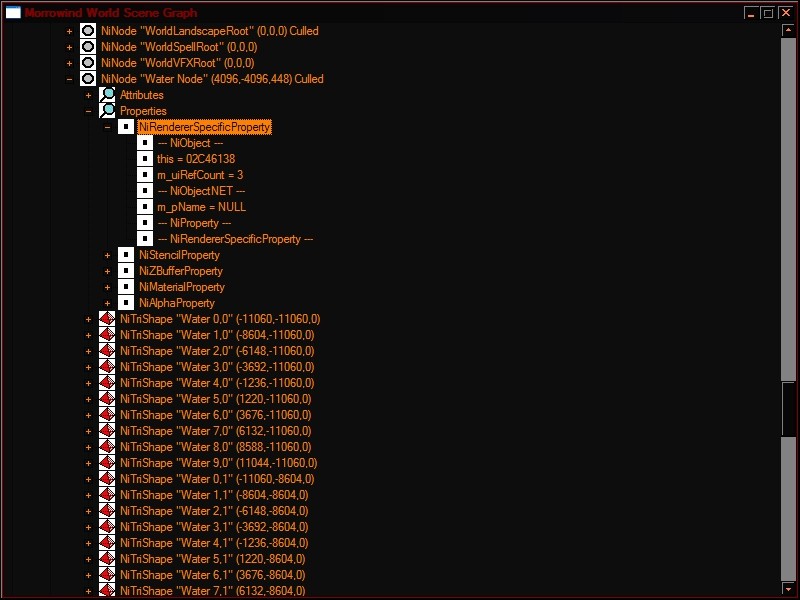 Morrowind World Scene Graph
NiNode "WorldLandscapeRoot" (0,0,0) Culled
NiNode "WorldSpellRoot" (0,0,0)
NiNode "WorldVFXRoot" (0,0,0)
NiNode "Water Node" (4096,-4096,448) Culled
Attributes
Properties
NiRendererSpecificProperty
--- NiObject ---
this = 02C46138
m_uiRefCount = 3
--- NiObjectNET ---
m_pName = NULL
--- NiProperty ---
--- NiRendererSpecificProperty ---
NiStencilProperty
NiZBufferProperty
NiMaterialProperty
NiAlphaProperty
NiTriShape "Water 0,0" (-11060,-11060,0)
NiTriShape "Water 1,0" (-8604,-11060,0)
NiTriShape "Water 2,0" (-6148,-11060,0)
NiTriShape "Water 3,0" (-3692,-11060,0)
NiTriShape "Water 4,0" (-1236,-11060,0)
NiTriShape "Water 5,0" (1220,-11060,0)
NiTriShape "Water 6,0" (3676,-11060,0)
NiTriShape "Water 7,0" (6132,-11060,0)
NiTriShape "Water 8,0" (8588,-11060,0)
NiTriShape "Water 9,0" (11044,-11060,0)
NiTriShape "Water 0,1" (-11060,-8604,0)
NiTriShape "Water 1,1" (-8604,-8604,0)
NiTriShape "Water 2,1" (-6148,-8604,0)
NiTriShape "Water 3,1" (-3692,-8604,0)
NiTriShape "Water 4,1" (-1236,-8604,0)
NiTriShape "Water 5,1" (1220,-8604,0)
NiTriShape "Water 6,1" (3676,-8604,0)
NiTriShape "Water 7,1" (6132,-8604,0)